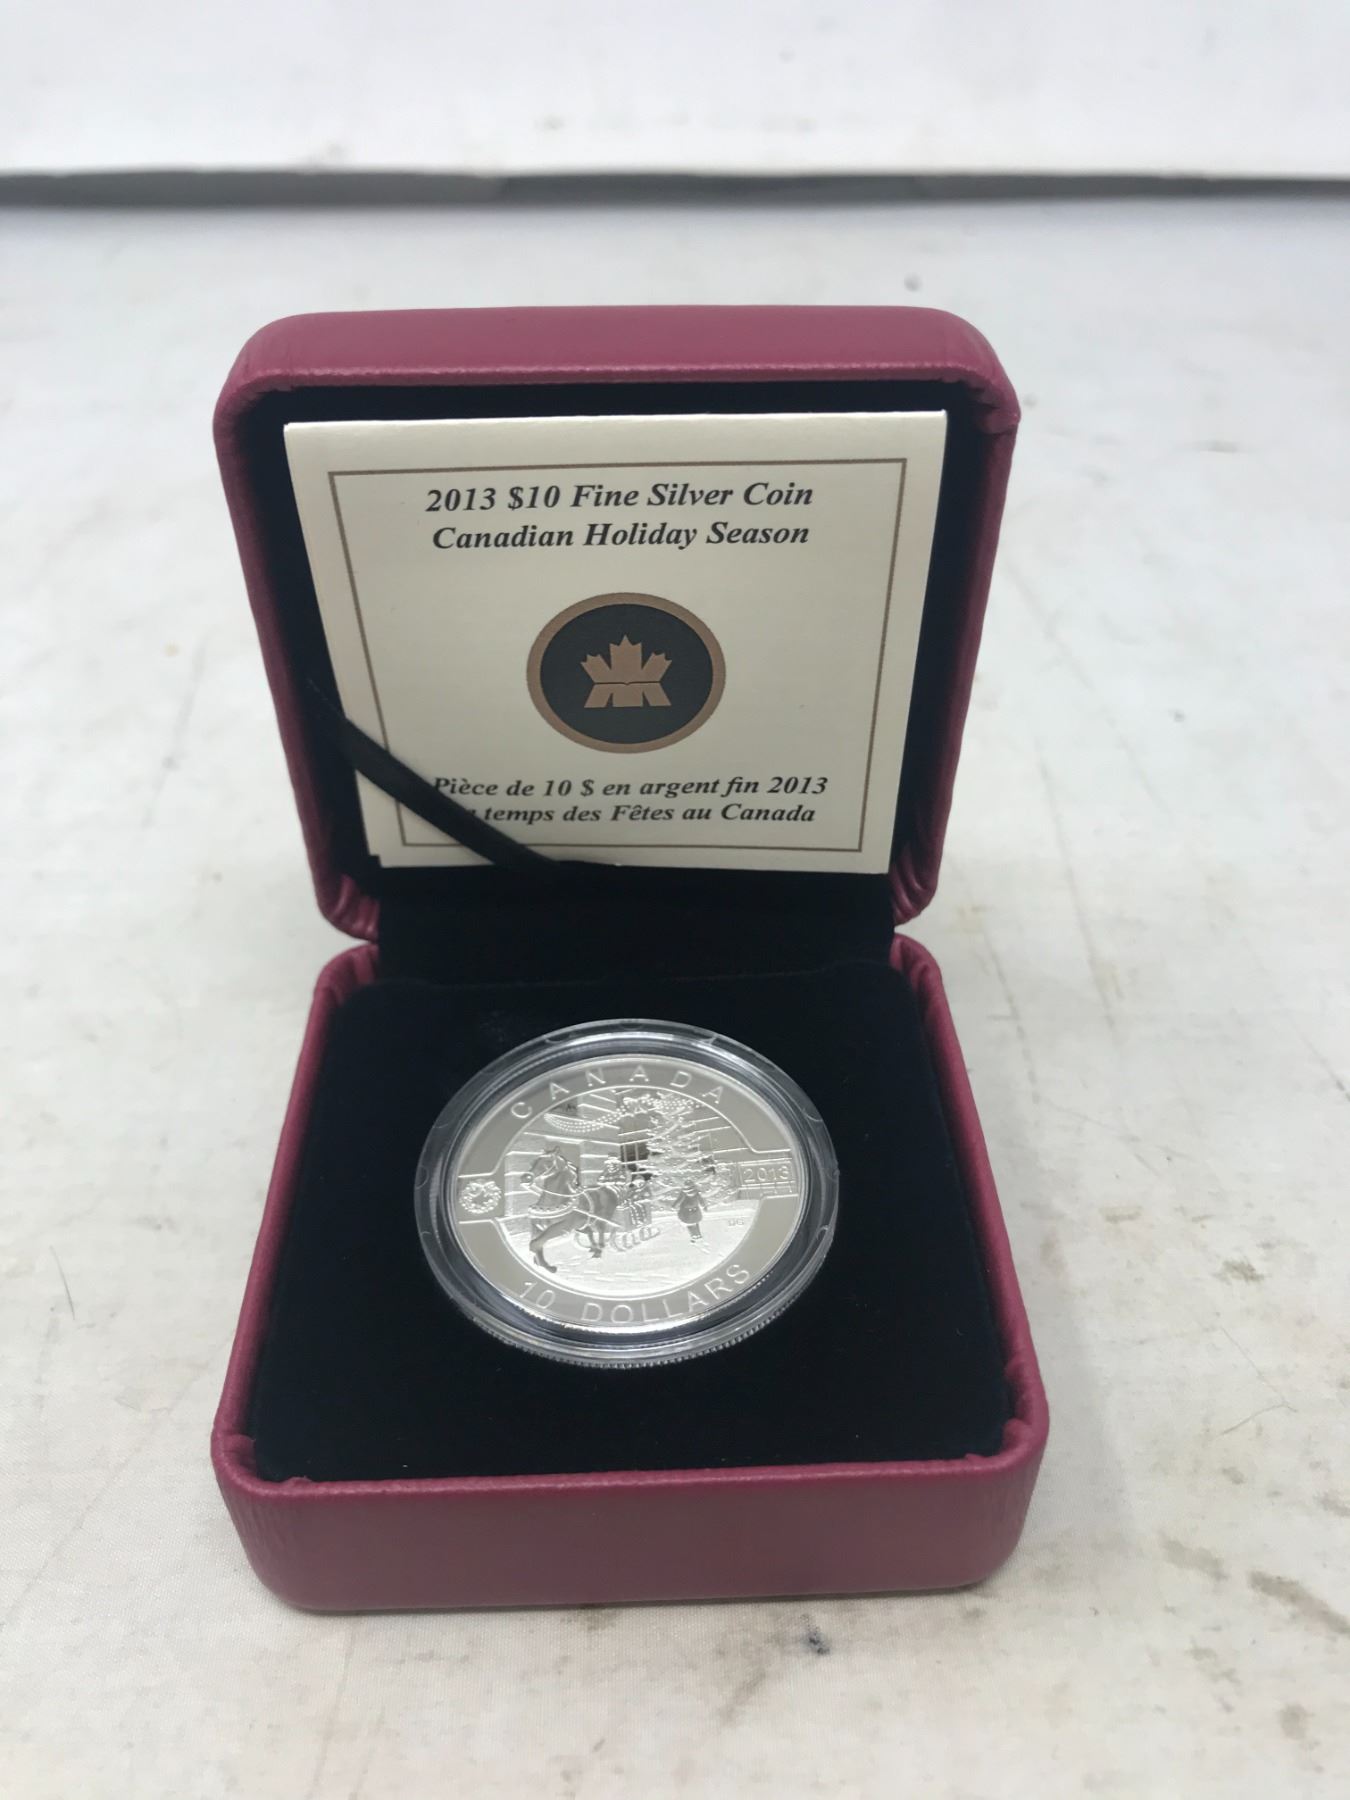 2013 $10 Fine Silver Coin
Canadian Holiday Season
Pièce de 10 $ en argent fin 2013
temps des Fêtes au Canada
CANADA
2013
10 DOLLARS